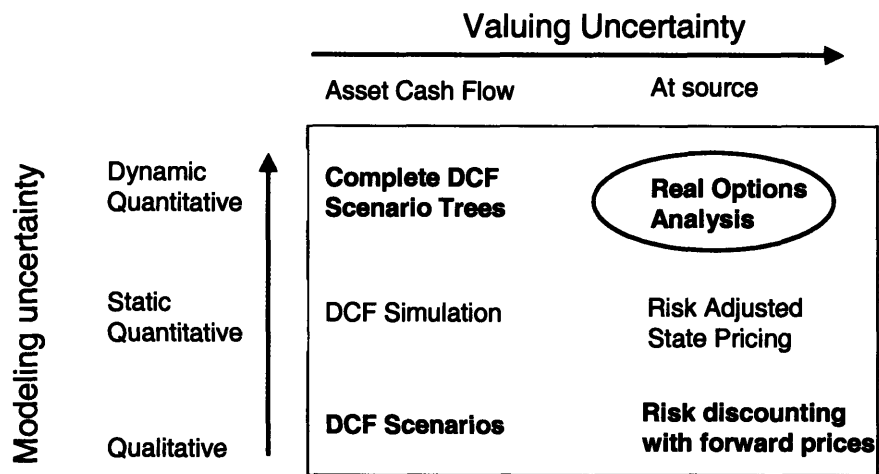 Valuing Uncertainty
Asset Cash Flow
At source
Modeling uncertainty
Dynamic
Quantitative
Complete DCF
Scenario Trees
Real Options
Analysis
Static
Quantitative
DCF Simulation
Risk Adjusted
State Pricing
Qualitative
DCF Scenarios
Risk discounting
with forward prices